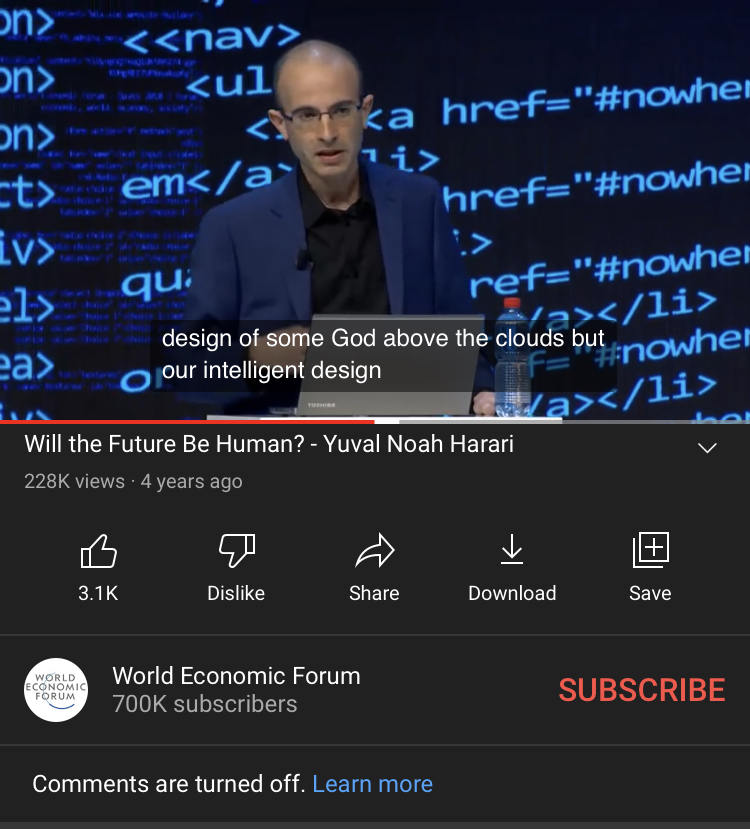 on>
<<nav>
on>
<ul
<a href="#nowher
on>
<
li>
em</a>
href="#nowher
ct>
iv>
.>
qua
ref="#nowhe
el>
/a></li>
design of some God above the clouds but
our intelligent design
f="#nowher
ea>
/a></li>
TOSHIBA
Will the Future Be Human? - Yuval Noah Harari
228K views · 4 years ago
3.1K
Dislike
Share
Download
Save
WORLD
ECONOMIC
FORUM
World Economic Forum
700K subscribers
SUBSCRIBE
Comments are turned off. Learn more